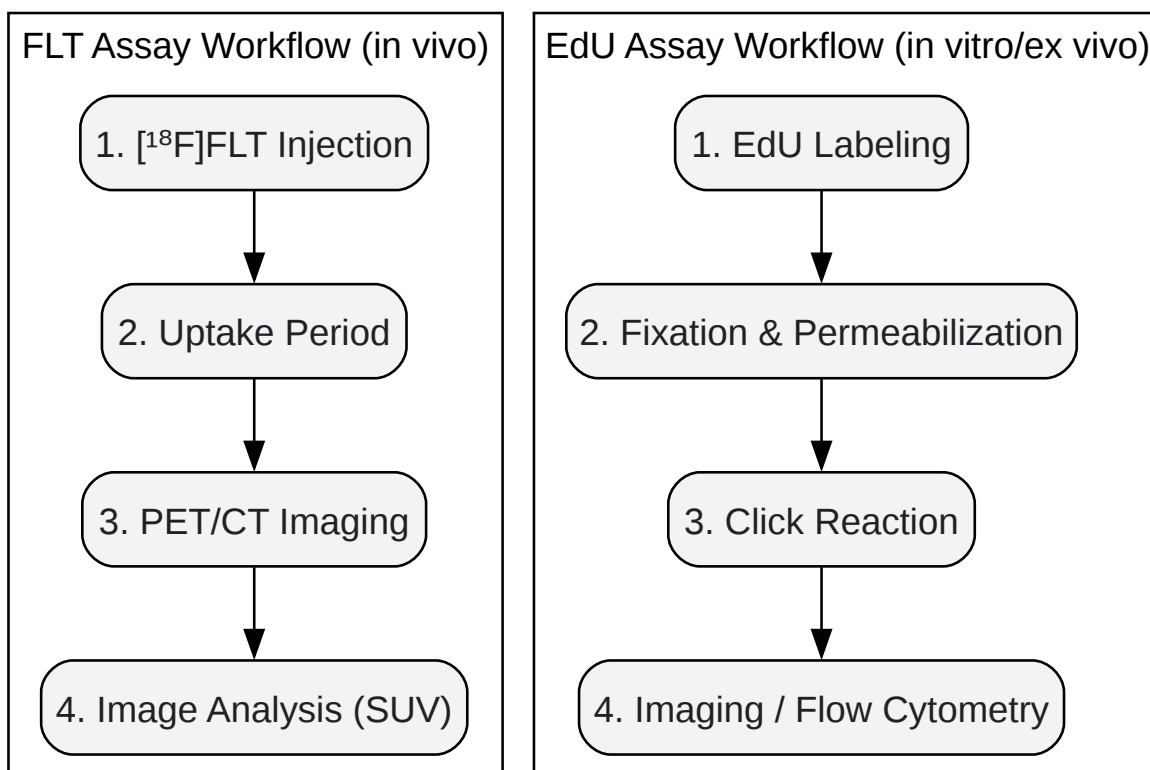 FLT Assay Workflow (in vivo)
1. [¹⁸F]FLT Injection
2. Uptake Period
3. PET/CT Imaging
4. Image Analysis (SUV)
EdU Assay Workflow (in vitro/ex vivo)
1. EdU Labeling
2. Fixation & Permeabilization
3. Click Reaction
4. Imaging / Flow Cytometry